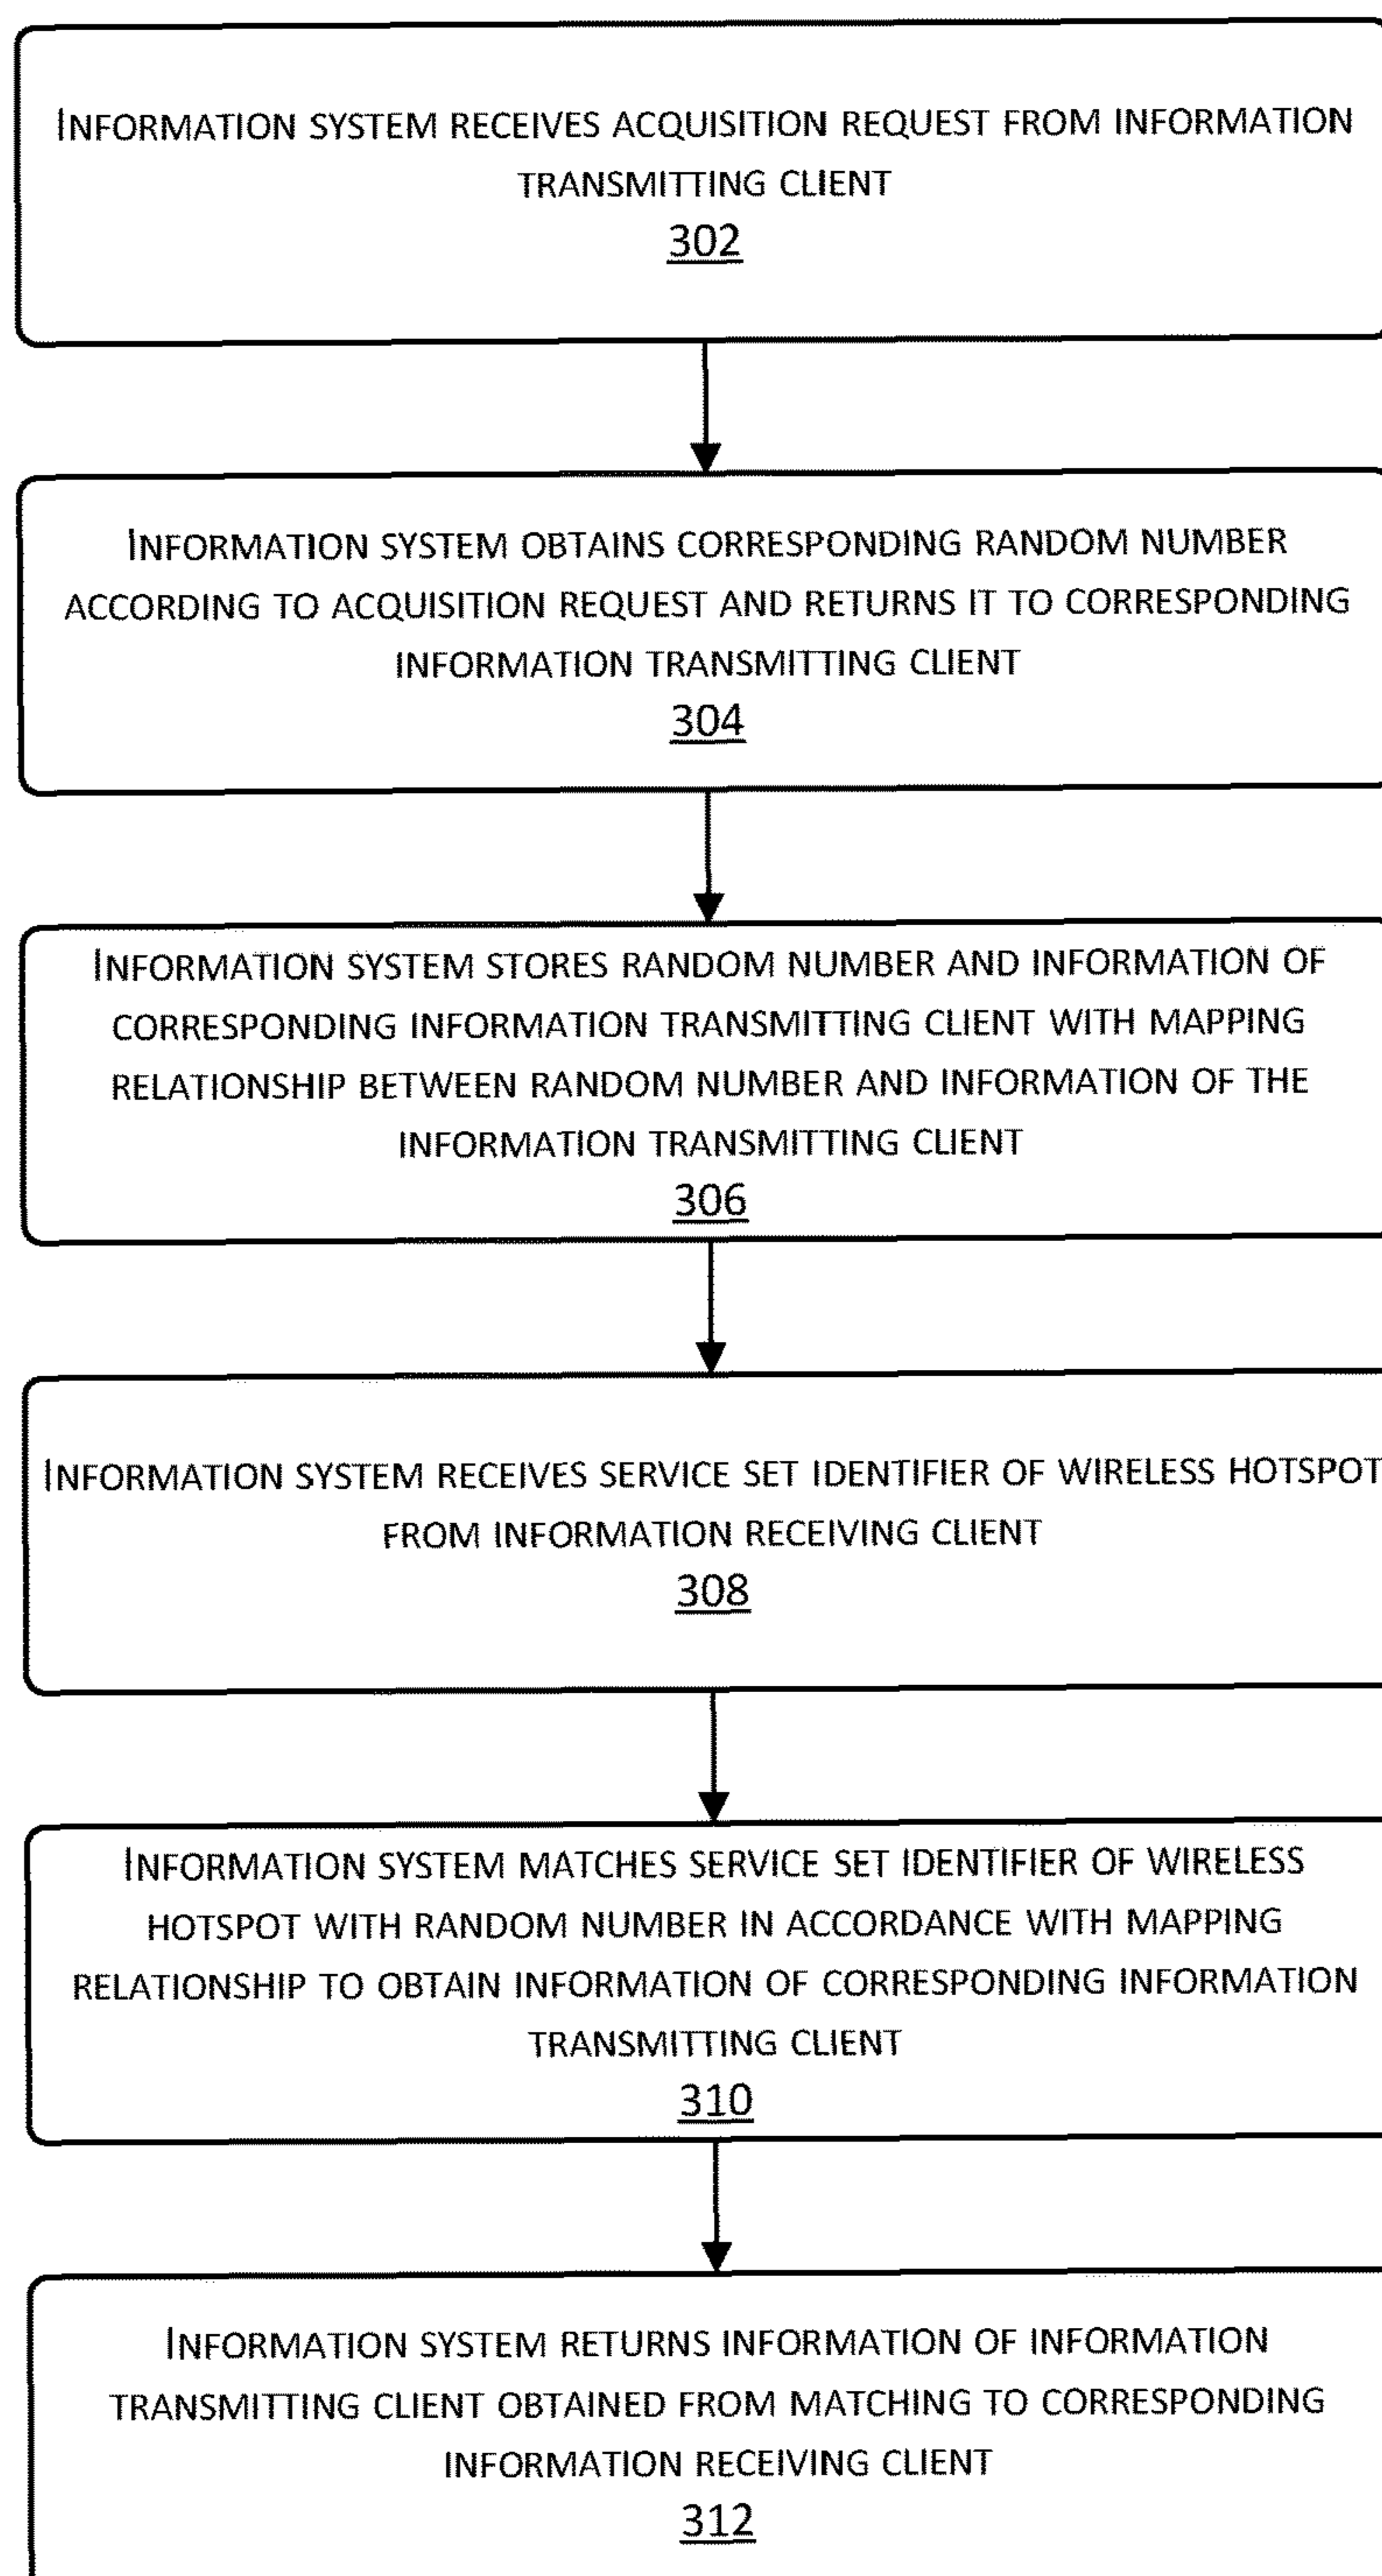 INFORMATION SYSTEM RECEIVES ACQUISITION REQUEST FROM INFORMATION
TRANSMITTING CLIENT
302
INFORMATION SYSTEM OBTAINS CORRESPONDING RANDOM NUMBER
ACCORDING TO ACQUISITION REQUEST AND RETURNS IT TO CORRESPONDING
INFORMATION TRANSMITTING CLIENT
304
INFORMATION SYSTEM STORES RANDOM NUMBER AND INFORMATION OF
CORRESPONDING INFORMATION TRANSMITTING CLIENT WITH MAPPING
RELATIONSHIP BETWEEN RANDOM NUMBER AND INFORMATION OF THE
INFORMATION TRANSMITTING CLIENT
306
INFORMATION SYSTEM RECEIVES SERVICE SET IDENTIFIER OF WIRELESS HOTSPOT
FROM INFORMATION RECEIVING CLIENT
308
INFORMATION SYSTEM MATCHES SERVICE SET IDENTIFIER OF WIRELESS
HOTSPOT WITH RANDOM NUMBER IN ACCORDANCE WITH MAPPING
RELATIONSHIP TO OBTAIN INFORMATION OF CORRESPONDING INFORMATION
TRANSMITTING CLIENT
310
INFORMATION SYSTEM RETURNS INFORMATION OF INFORMATION
TRANSMITTING CLIENT OBTAINED FROM MATCHING TO CORRESPONDING
INFORMATION RECEIVING CLIENT
312